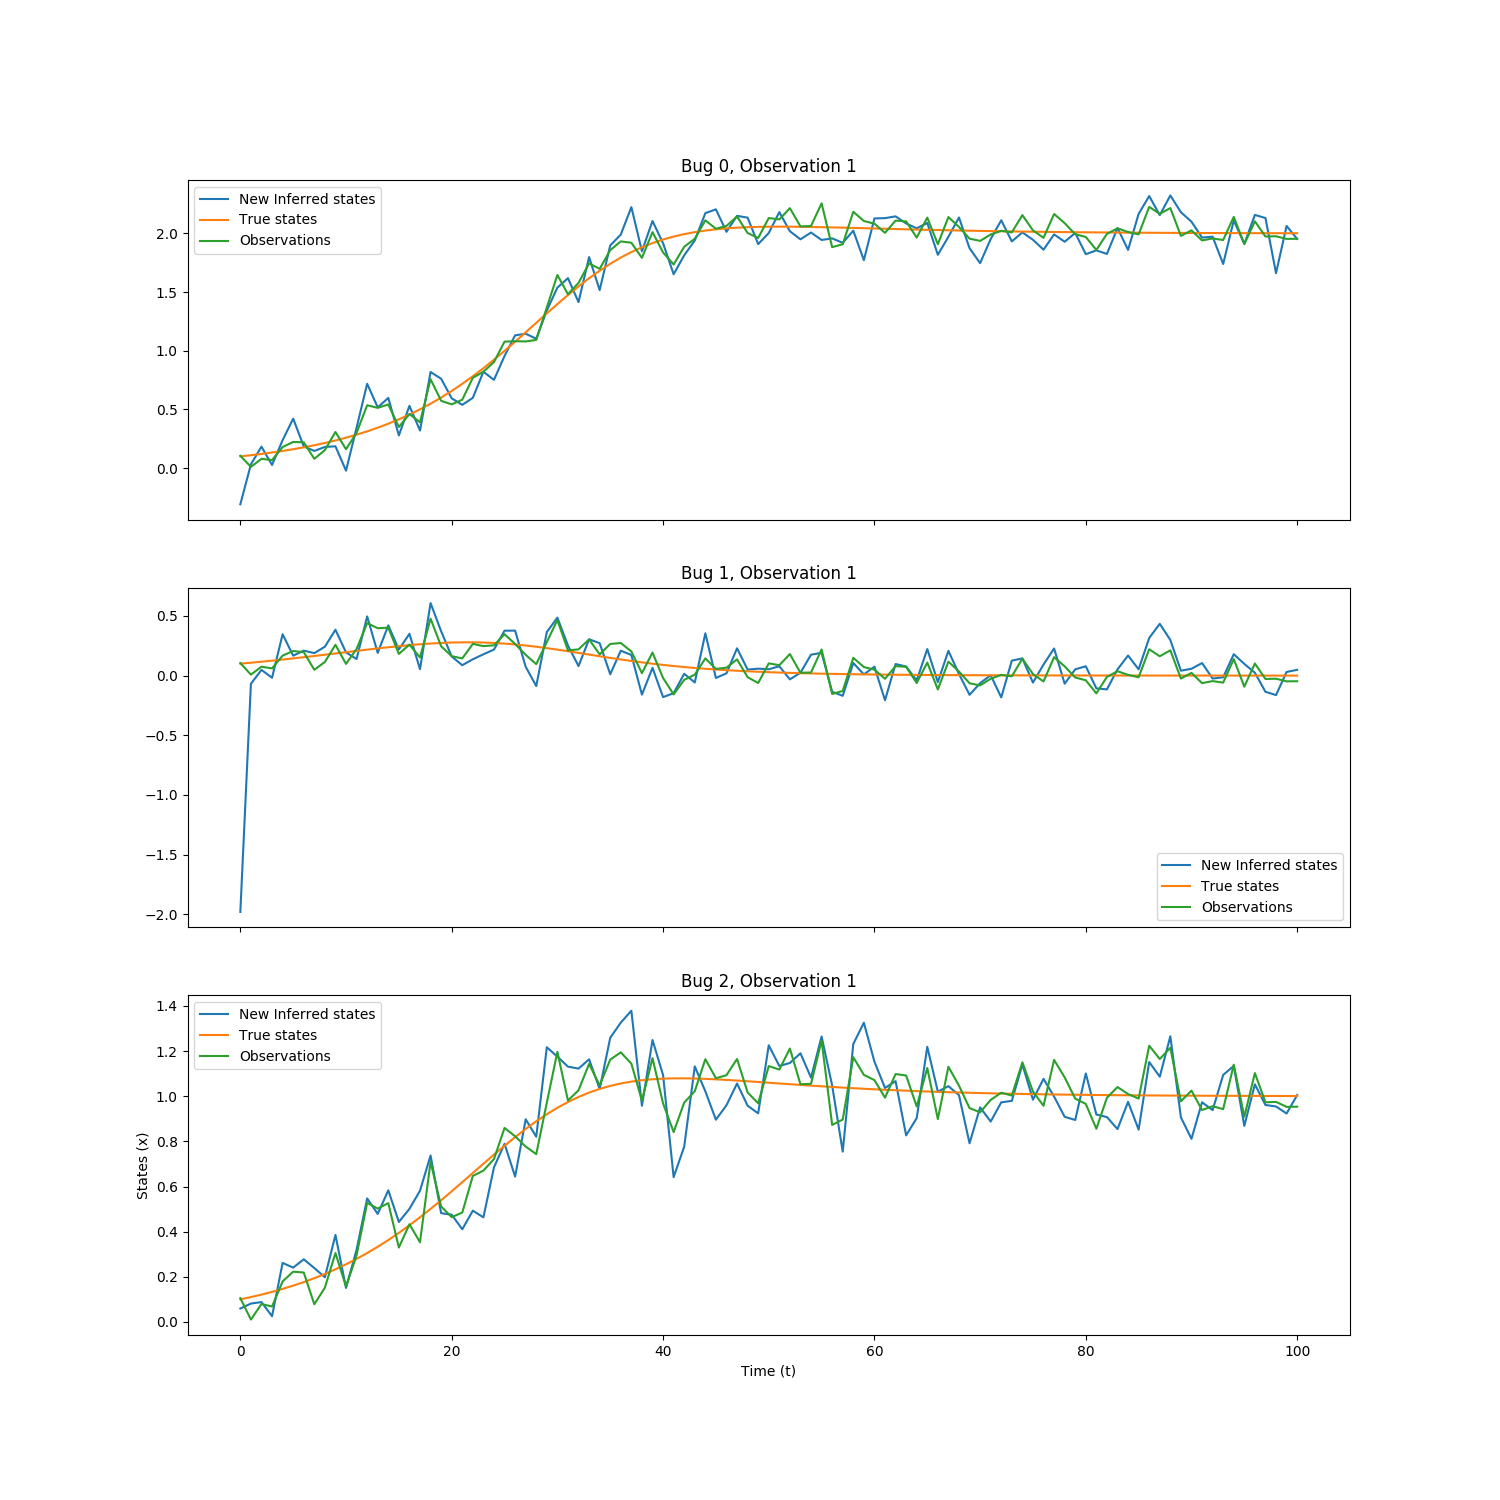 Bug 0, Observation 1
New Inferred states
True states
Observations
2.0
1.5
1.0
0.5
0.0
Bug 1, Observation 1
0.5
0.0
−0.5
−1.0
−1.5
−2.0
New Inferred states
True states
Observations
Bug 2, Observation 1
New Inferred states
True states
Observations
1.4
1.2
1.0
0.8
0.6
0.4
0.2
0.0
States (x)
0 20 40 60 80 100
Time (t)